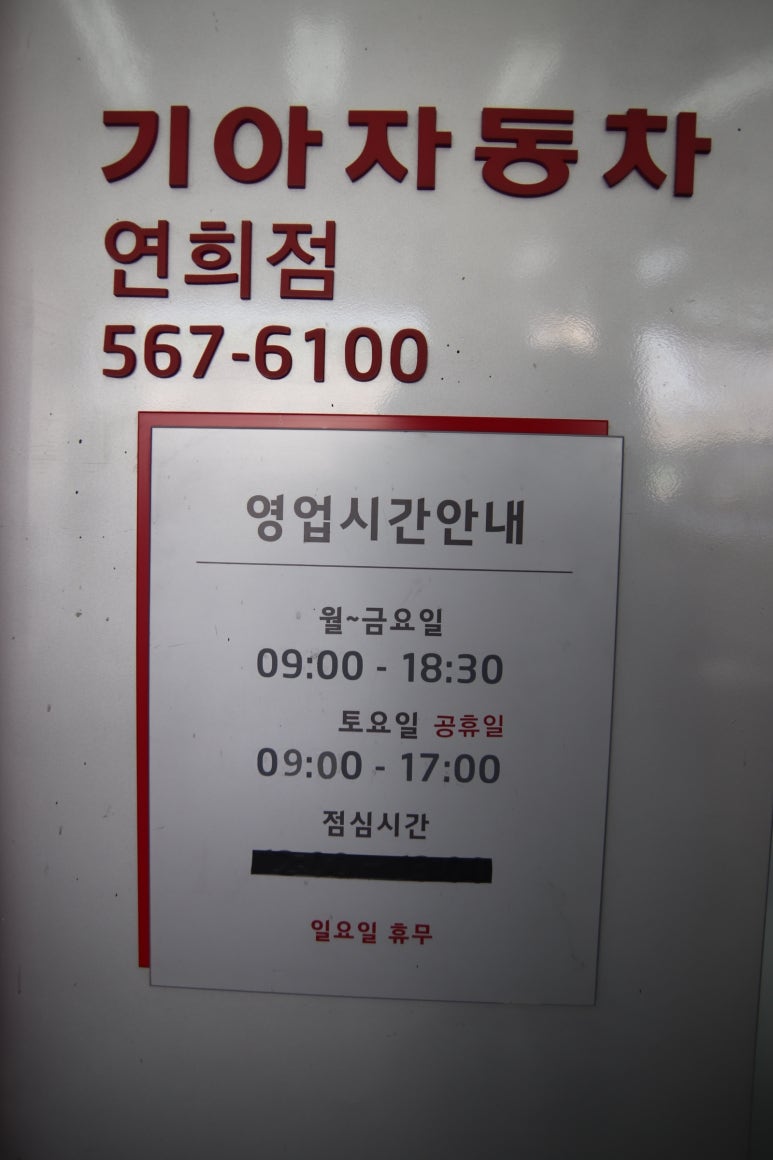 기아자동차
연희점
567-6100
영업시간안내
월~금요일
09:00 - 18:30
토요일 공휴일
09:00 - 17:00
점심시간
일요일 휴무